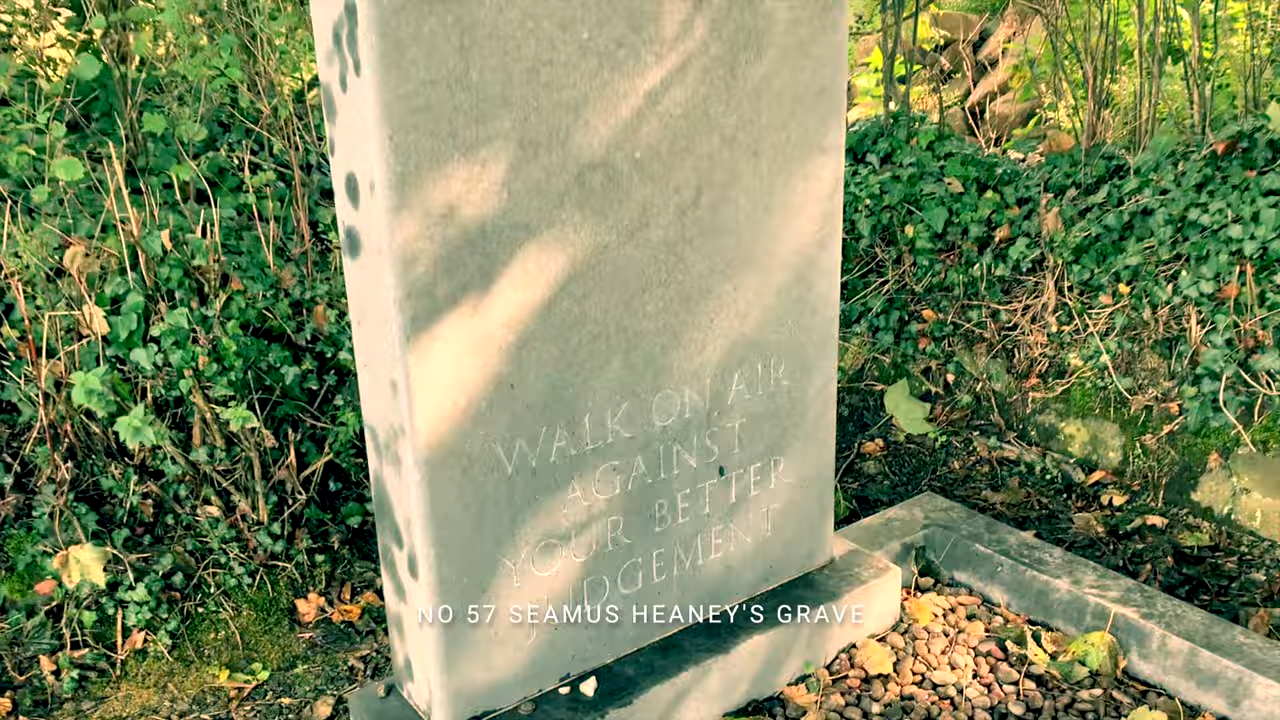 WALK ON AIR
AGAINST
YOUR BETTER
JUDGEMENT
NO 57 SEAMUS HEANEY'S GRAVE